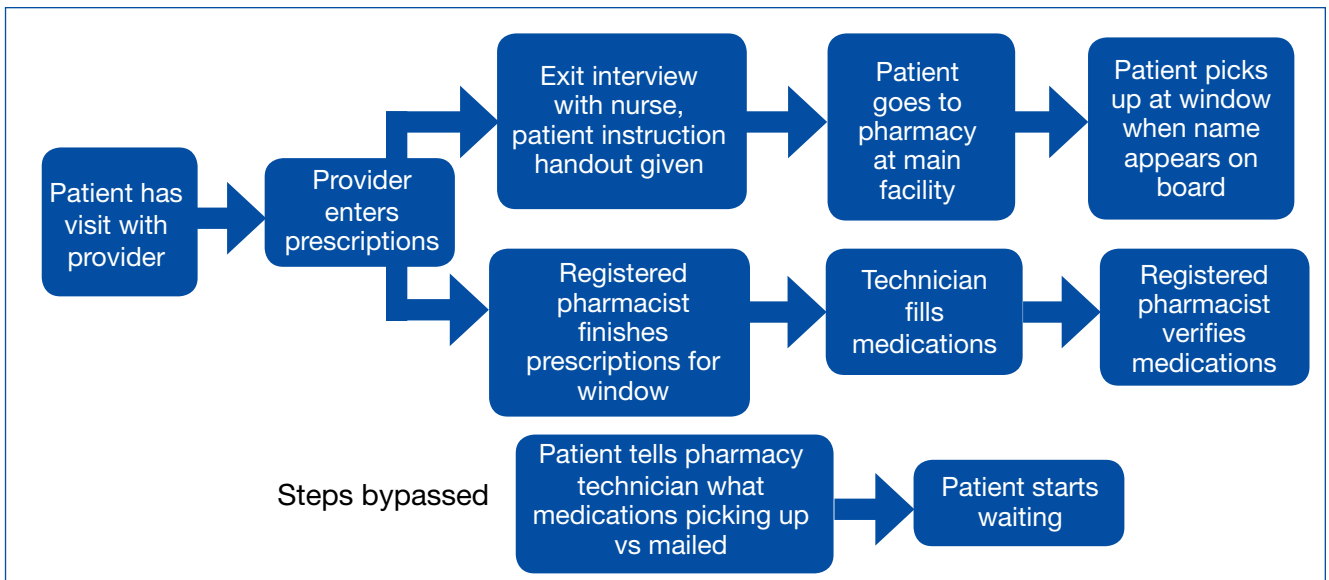 Patient has
visit with
provider
Provider
enters
prescriptions
Exit interview
with nurse,
patient instruction
handout given
Patient
goes to
pharmacy
at main
facility
Patient picks
up at window
when name
appears on
board
Registered
pharmacist
finishes
prescriptions for
window
Technician
fills
medications
Registered
pharmacist
verifies
medications
Steps bypassed
Patient tells pharmacy
technician what
medications picking up
vs mailed
Patient starts
waiting